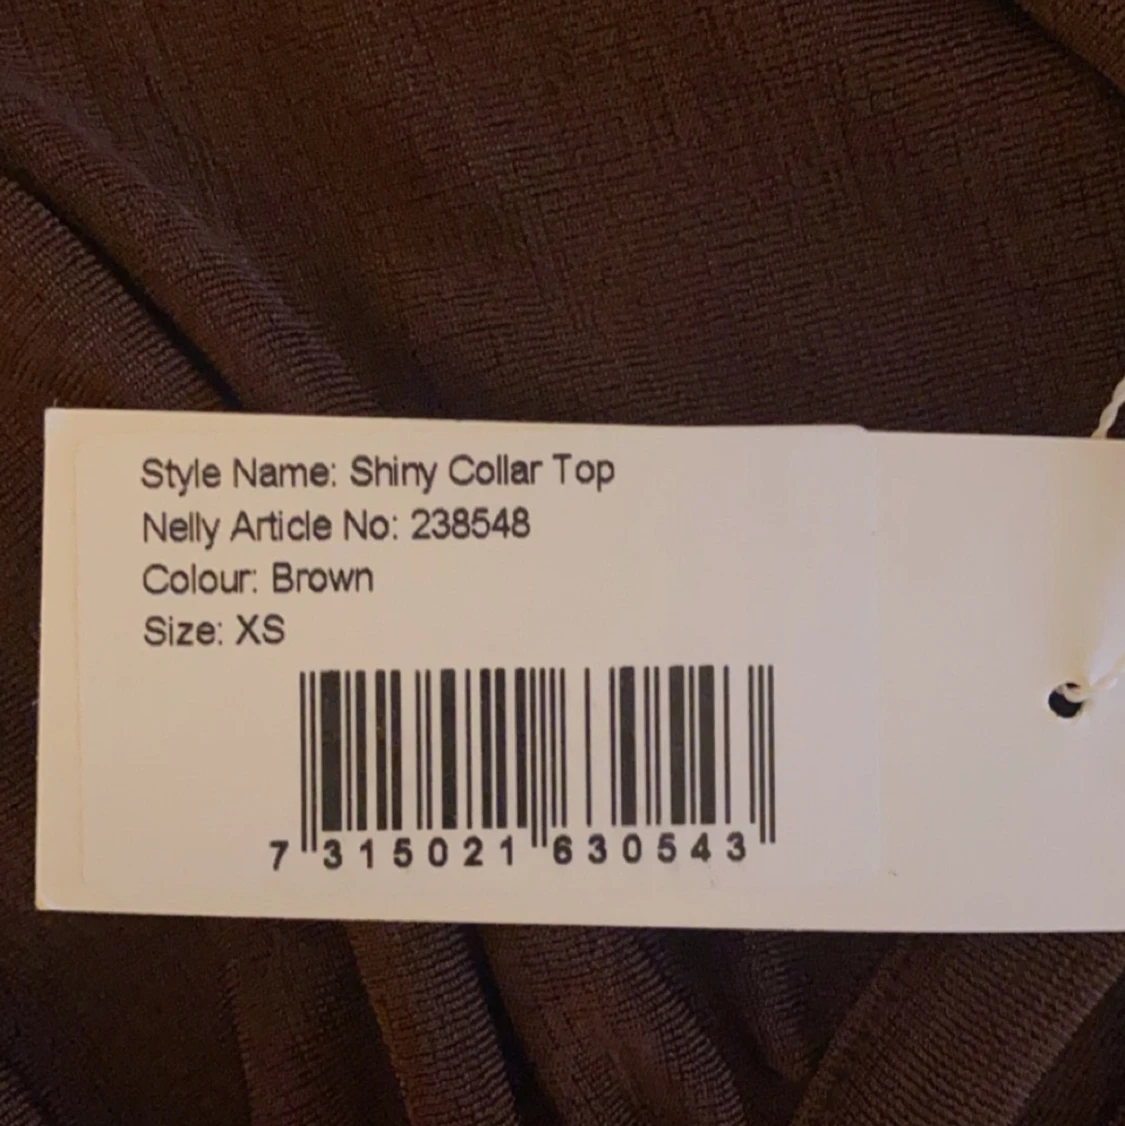 Style Name: Shiny Collar Top
Nelly Article No: 238548
Colour: Brown
Size: XS
7 315021 630543